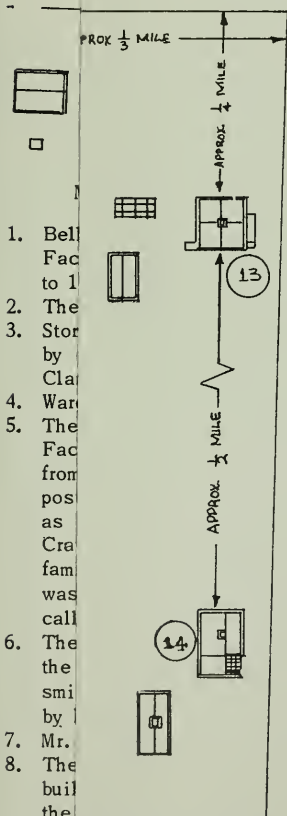 PROX 1/3 MILE
APPROX 1/4 MILE
13
APPROX 1/2 MILE
14
1. Bell
Fac
to 1
2. The
3. Stor
by
Cla
4. Ware
5. The
Fac
from
pos
as
Cra
fam
was
call
6. The
the
smi
by
7. Mr.
8. The
buil
the